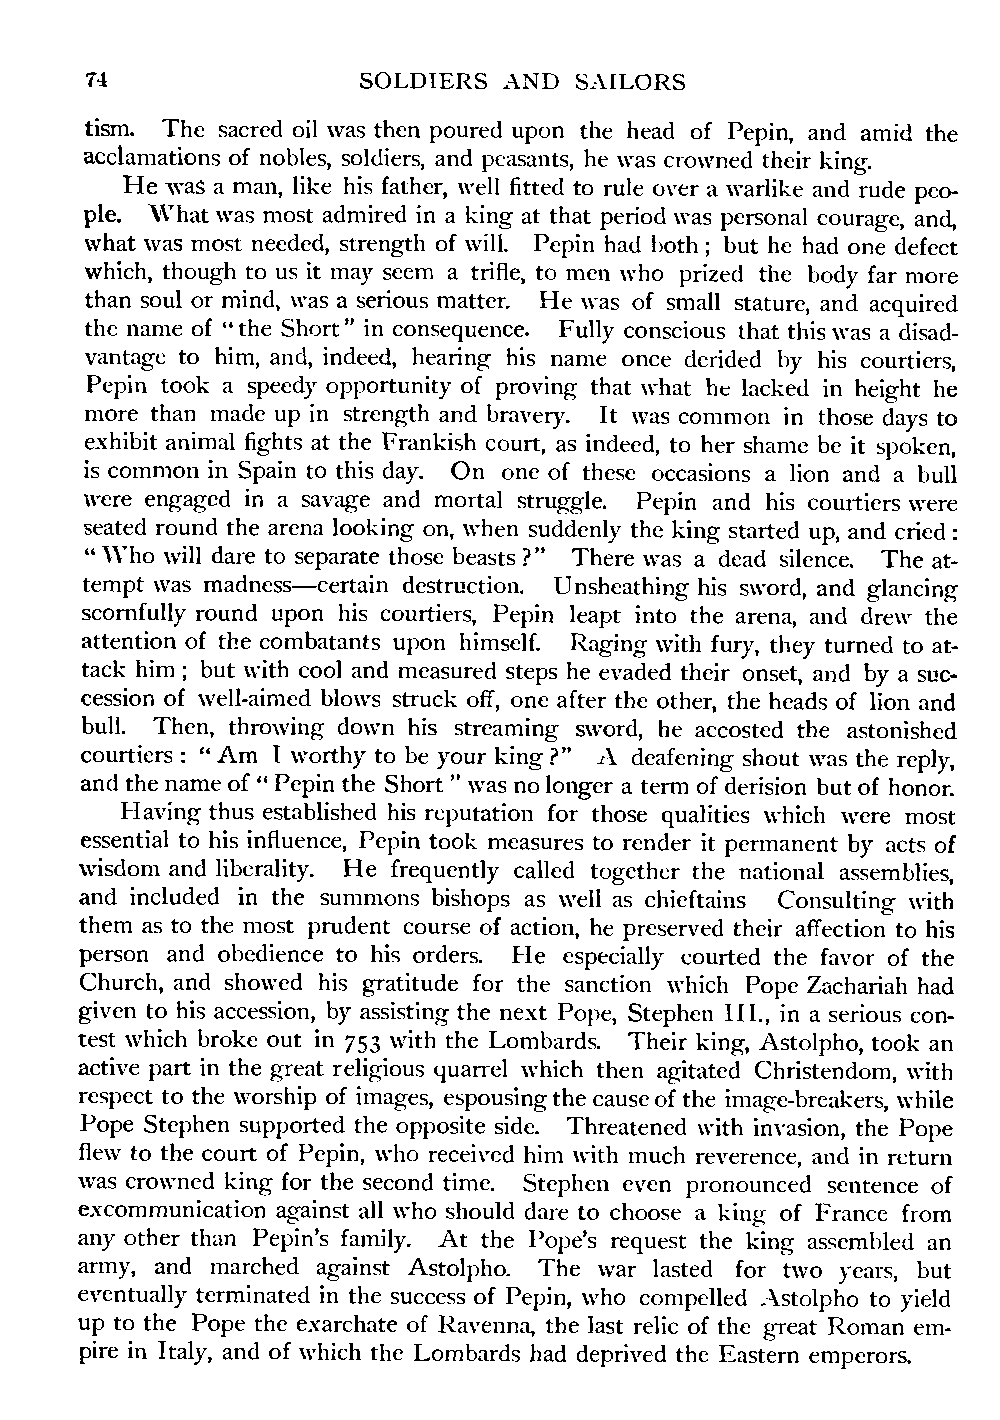 74 SOLDIERS AND SAILORS
tism. The sacred oil was then poured upon the head of Pepin, and amid the
acclamations of nobles, soldiers, and peasants, he was crowned their king.
He was a man, like his father, well fitted to rule over a warlike and rude peo-
ple. What was most admired in a king at that period was personal courage, and,
what was most needed, strength of will. Pepin had both; but he had one defect
which, though to us it may seem a trifle, to men who prized the body far more
than soul or mind, was a serious matter. He was of small stature, and acquired
the name of "the Short" in consequence. Fully conscious that this was a disad-
vantage to him, and, indeed, hearing his name once derided by his courtiers,
Pepin took a speedy opportunity of proving that what he lacked in height he
more than made up in strength and bravery. It was common in those days to
exhibit animal fights at the Frankish court, as indeed, to her shame be it spoken,
is common in Spain to this day. On one of these occasions a lion and a bull
were engaged in a savage and mortal struggle. Pepin and his courtiers were
seated round the arena looking on, when suddenly the king started up, and cried:
"Who will dare to separate those beasts?" There was a dead silence. The at-
tempt was madness—certain destruction. Unsheathing his sword, and glancing
scornfully round upon his courtiers, Pepin leapt into the arena, and drew the
attention of the combatants upon himself. Raging with fury, they turned to at-
tack him; but with cool and measured steps he evaded their onset, and by a suc-
cession of well-aimed blows struck off, one after the other, the heads of lion and
bull. Then, throwing down his streaming sword, he accosted the astonished
courtiers: "Am I worthy to be your king?" A deafening shout was the reply,
and the name of "Pepin the Short" was no longer a term of derision but of honor.
Having thus established his reputation for those qualities which were most
essential to his influence, Pepin took measures to render it permanent by acts of
wisdom and liberality. He frequently called together the national assemblies,
and included in the summons bishops as well as chieftains Consulting with
them as to the most prudent course of action, he preserved their affection to his
person and obedience to his orders. He especially courted the favor of the
Church, and showed his gratitude for the sanction which Pope Zachariah had
given to his accession, by assisting the next Pope, Stephen III., in a serious con-
test which broke out in 753 with the Lombards. Their king, Astolpho, took an
active part in the great religious quarrel which then agitated Christendom, with
respect to the worship of images, espousing the cause of the image-breakers, while
Pope Stephen supported the opposite side. Threatened with invasion, the Pope
flew to the court of Pepin, who received him with much reverence, and in return
was crowned king for the second time. Stephen even pronounced sentence of
excommunication against all who should dare to choose a king of France from
any other than Pepin's family. At the Pope's request the king assembled an
army, and marched against Astolpho. The war lasted for two years, but
eventually terminated in the success of Pepin, who compelled Astolpho to yield
up to the Pope the exarchate of Ravenna, the last relic of the great Roman em-
pire in Italy, and of which the Lombards had deprived the Eastern emperors.